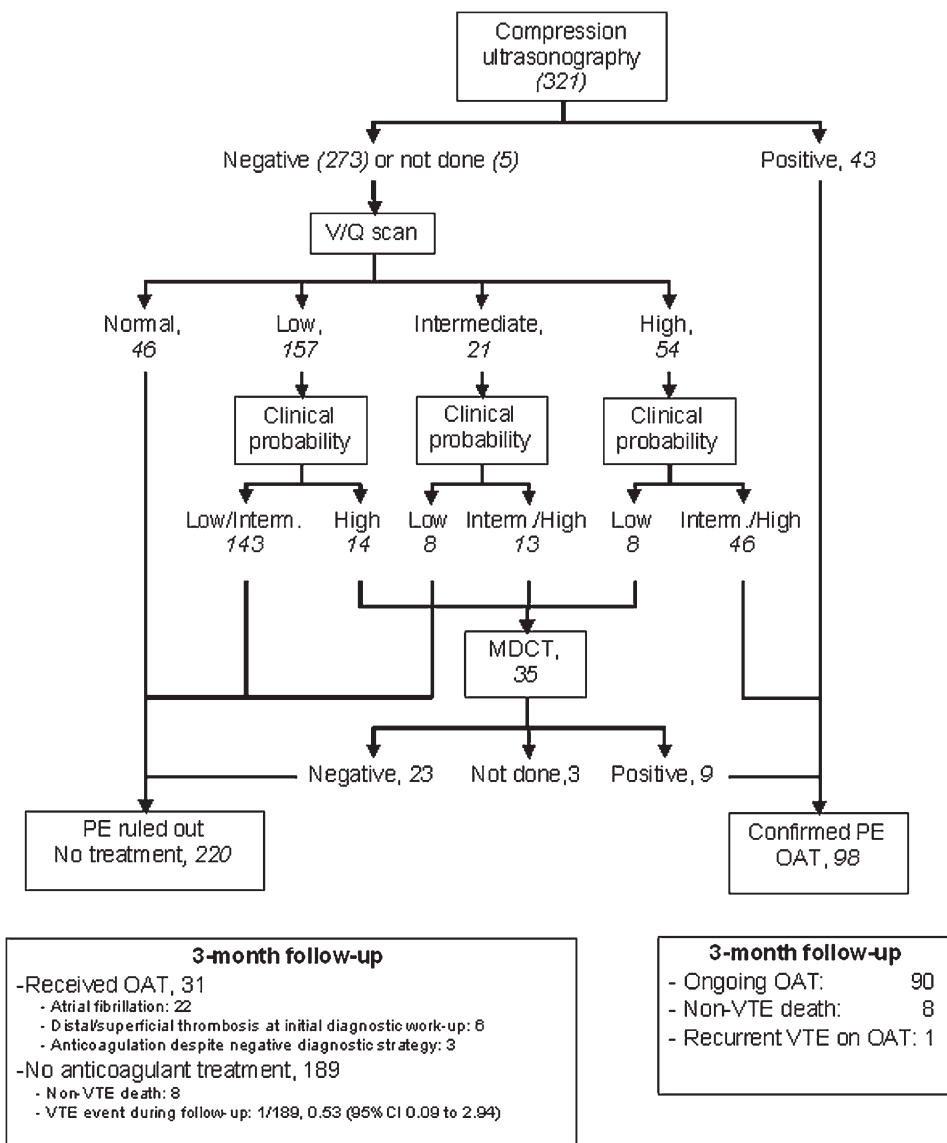 Compression
ultrasonography
(321)
Negative (273) or not done (5)
Positive, 43
V/Q scan
Normal,
46
Low,
157
Intermediate,
21
High,
54
Clinical
probability
Clinical
probability
Clinical
probability
Low/Interm.
143
High
14
Low
8
Interm./High
13
Low
8
Interm./High
46
MDCT,
35
Negative, 23
Not done,3
Positive, 9
PE ruled out
No treatment, 220
Confirmed PE
OAT, 98
3-month follow-up
-Received OAT, 31
- Atrial fibrillation: 22
- Distal/superficial thrombosis at initial diagnostic work-up: 6
- Anticoagulation despite negative diagnostic strategy: 3
-No anticoagulant treatment, 189
- Non-VTE death: 8
- VTE event during follow-up: 1/189, 0.53 (95% CI 0.09 to 2.94)
3-month follow-up
- Ongoing OAT: 90
- Non-VTE death: 8
- Recurrent VTE on OAT: 1